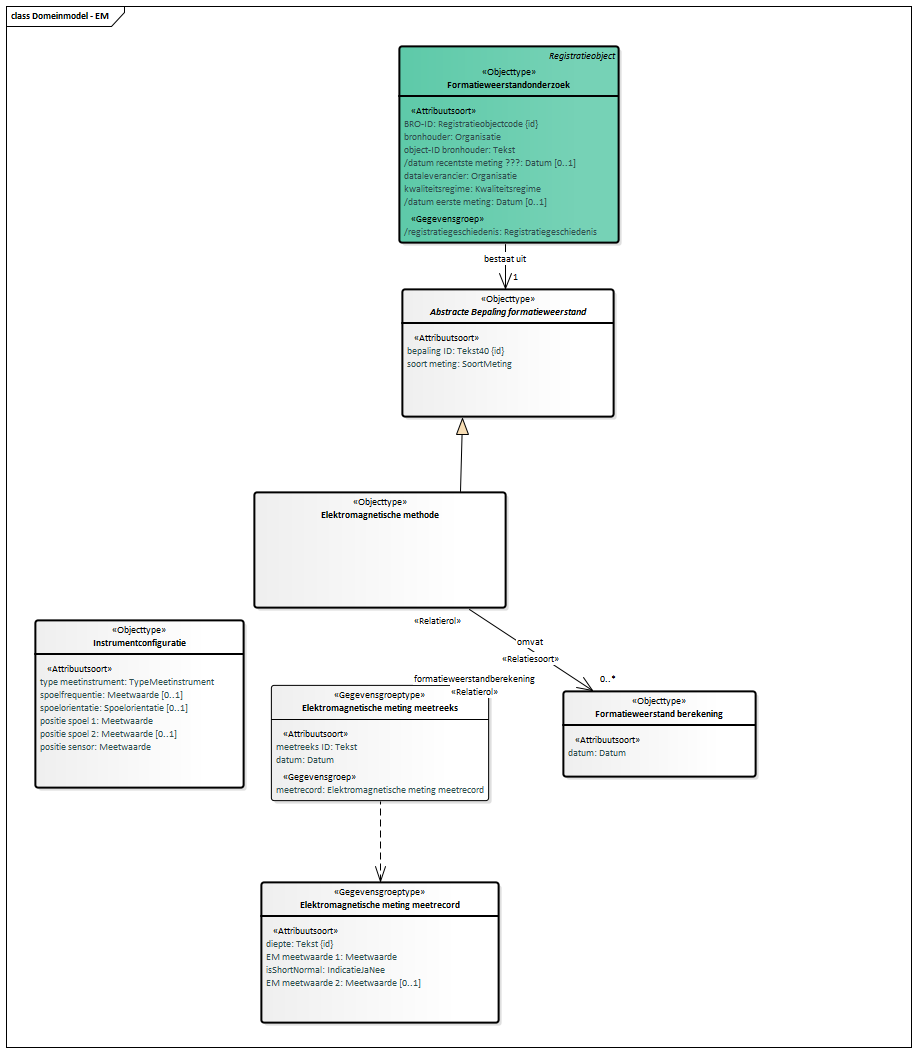 class Domeinmodel - EM
Registratieobject
«Objecttype»
Formatieweerstandonderzoek
«Attribuutsoort»
BRO-ID: Registratieobjectcode {id}
bronhouder: Organisatie
object-ID bronhouder: Tekst
/datum recentste meting ???: Datum [0..1]
dataleverancier: Organisatie
kwaliteitsregime: Kwaliteitsregime
/datum eerste meting: Datum [0..1]
«Gegevensgroep»
/registratiegeschiedenis: Registratiegeschiedenis
bestaat uit
1
«Objecttype»
Abstracte Bepaling formatieweerstand
«Attribuutsoort»
bepaling ID: Tekst40 {id}
soort meting: SoortMeting
«Objecttype»
Elektromagnetische methode
«Relatierol»
omvat
«Relatiesoort»
formatieweerstandberekening
«Relatierol»
0..*
«Objecttype»
Instrumentconfiguratie
«Attribuutsoort»
type meetinstrument: TypeMeetinstrument
spoelfrequentie: Meetwaarde [0..1]
spoelorientatie: Spoelorientatie [0..1]
positie spoel 1: Meetwaarde
positie spoel 2: Meetwaarde [0..1]
positie sensor: Meetwaarde
«Gegevensgroeptype»
Elektromagnetische meting meetreeks
«Attribuutsoort»
meetreeks ID: Tekst
datum: Datum
«Gegevensgroep»
meetrecord: Elektromagnetische meting meetrecord
«Objecttype»
Formatieweerstand berekening
«Attribuutsoort»
datum: Datum
«Gegevensgroeptype»
Elektromagnetische meting meetrecord
«Attribuutsoort»
diepte: Tekst {id}
EM meetwaarde 1: Meetwaarde
isShortNormal: IndicatieJaNee
EM meetwaarde 2: Meetwaarde [0..1]